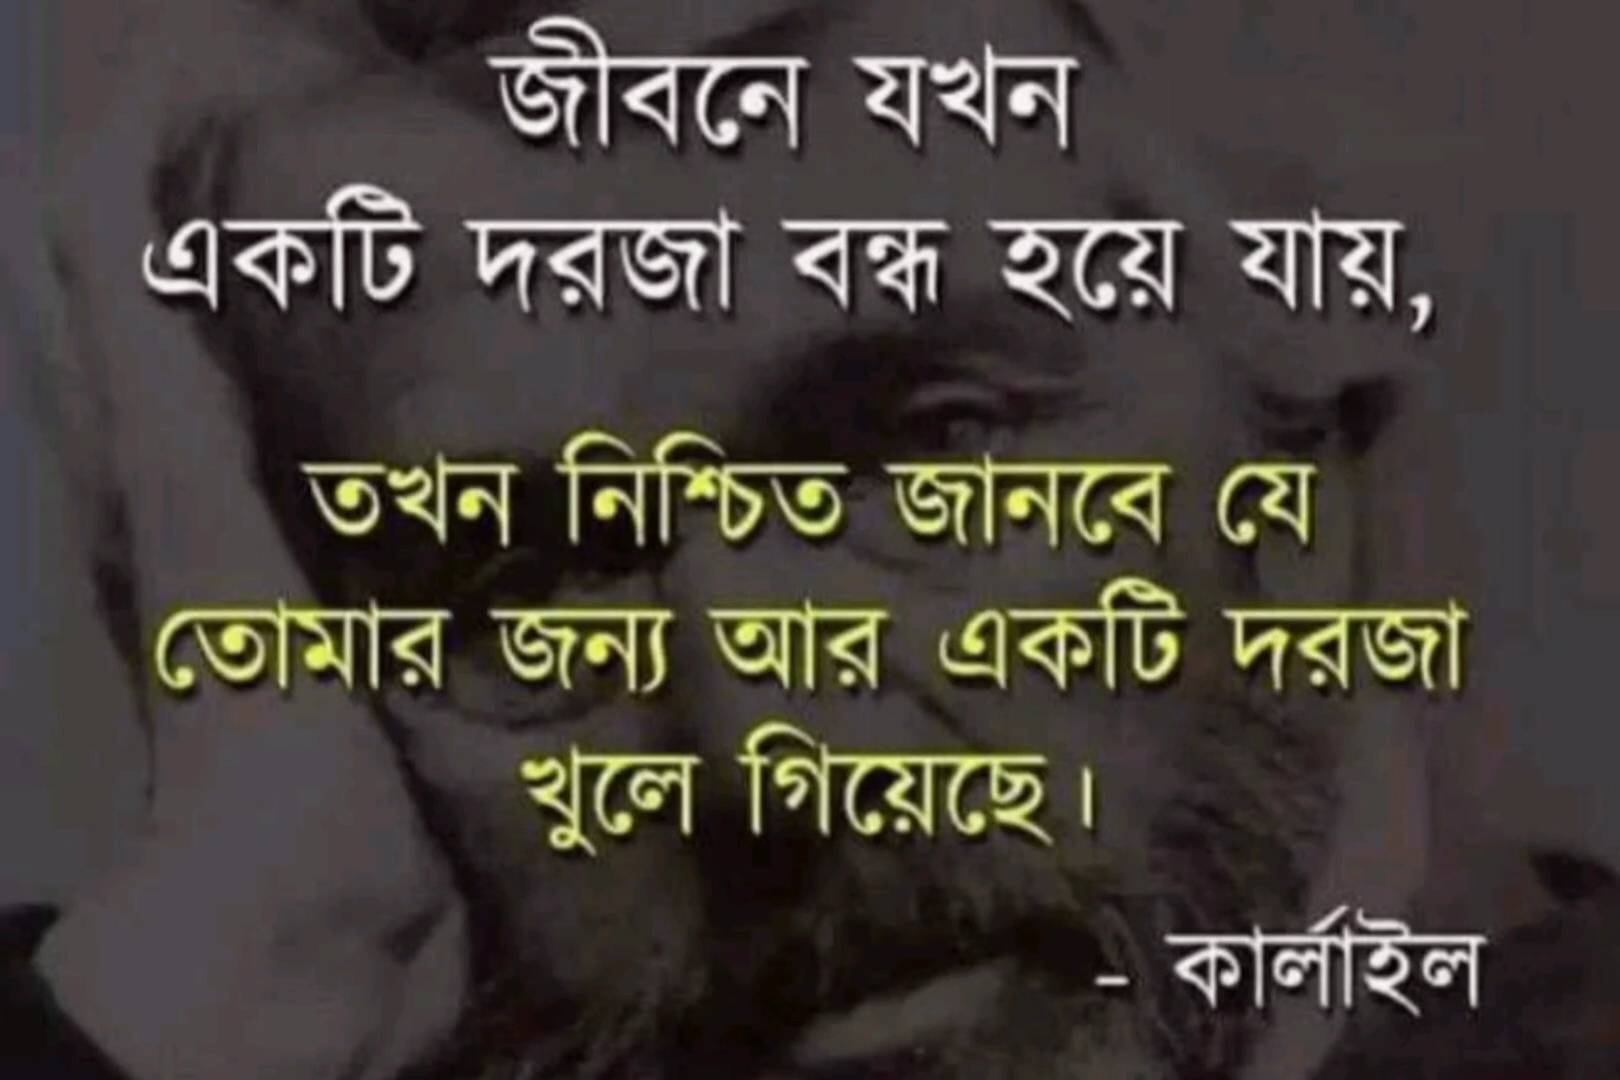 জীবনে যখন
একটি দরজা বন্ধ হয়ে যায়,
তখন নিশ্চিত জানবে যে
তোমার জন্য আর একটি দরজা
খুলে গিয়েছে।
- কার্লাইল